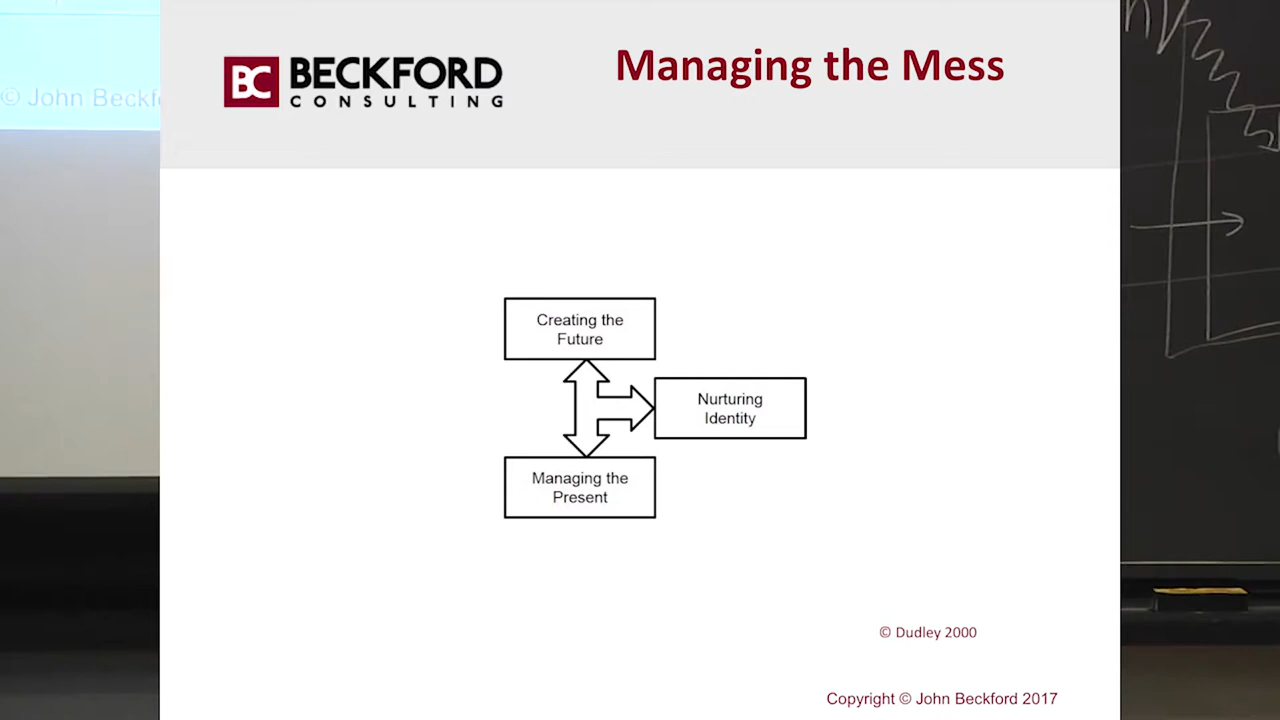 BC BECKFORD
CONSULTING
Managing the Mess
© John Beckf
Creating the
Future
Nurturing
Identity
Managing the
Present
© Dudley 2000
Copyright © John Beckford 2017